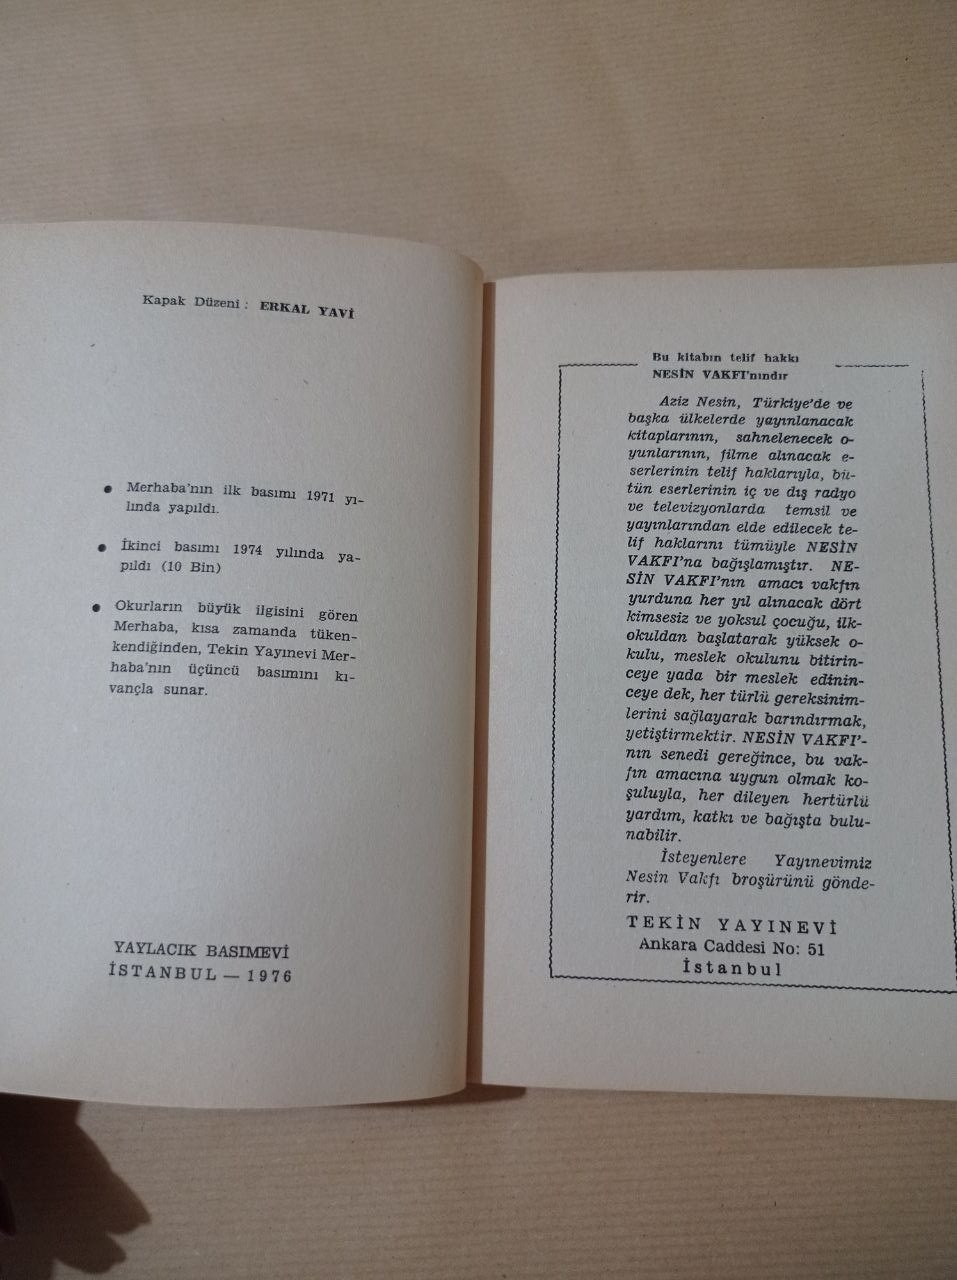 Kapak Düzeni : ERKAL YAVİ
● Merhaba'nın ilk basımı 1971 yı-
lında yapıldı.
● İkinci basımı 1974 yılında ya-
pıldı (10 Bin)
● Okurların büyük ilgisini gören
Merhaba, kısa zamanda tüken-
kendiğinden, Tekin Yayınevi Mer-
haba'nın üçüncü basımını kı-
vançla sunar.
YAYLACIK BASIMEVİ
İSTANBUL — 1976
Bu kitabın telif hakkı
NESİN VAKFI'nındır
Aziz Nesin, Türkiye'de ve
başka ülkelerde yayınlanacak
kitaplarının, sahnelenecek o-
yunlarının, filme alınacak e-
serlerinin telif haklarıyla, bü-
tün eserlerinin iç ve dış radyo
ve televizyonlarda temsil ve
yayınlarından elde edilecek te-
lif haklarını tümüyle NESİN
VAKFI'na bağışlamıştır. NE-
SİN VAKFI'nın amacı vakfın
yurduna her yıl alınacak dört
kimsesiz ve yoksul çocuğu, ilk-
okuldan başlatarak yüksek o-
kulu, meslek okulunu bitirin-
ceye yada bir meslek edinin-
ceye dek, her türlü gereksinim-
lerini sağlayarak barındırmak,
yetiştirmektir. NESİN VAKFI'-
nın senedi gereğince, bu vak-
fın amacına uygun olmak ko-
şuluyla, her dileyen hertürlü
yardım, katkı ve bağışta bulu-
nabilir.
İsteyenlere Yayınevimiz
Nesin Vakfı broşürünü gönde-
rir.
TEKİN YAYINEVİ
Ankara Caddesi No: 51
İstanbul